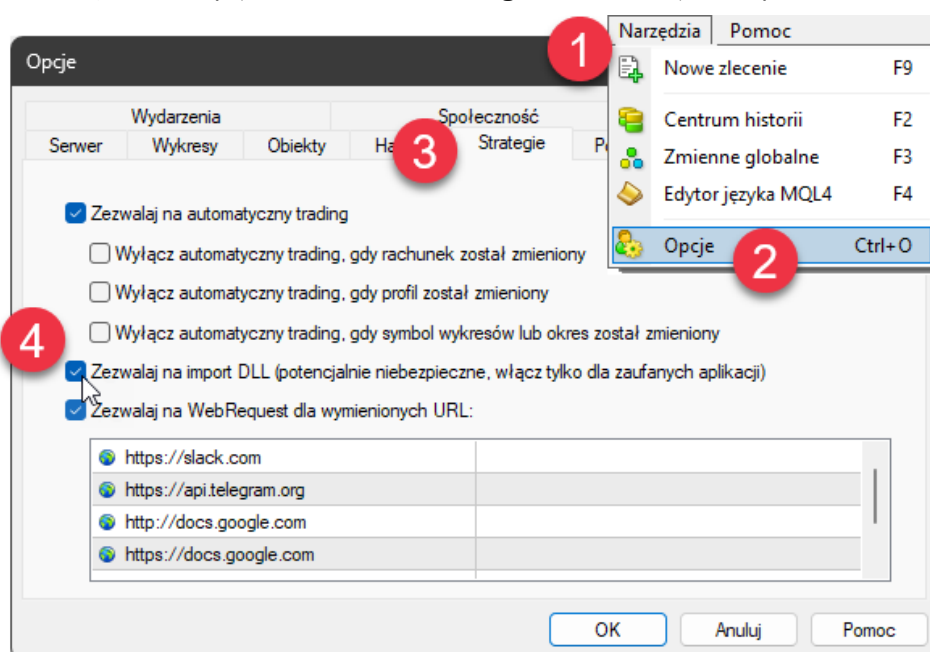 Narzędzia Pomoc
1
Nowe zlecenie F9
Centrum historii F2
Zmienne globalne F3
Edytor języka MQL4 F4
Opcje Ctrl+O
2
Opcje
Wydarzenia Społeczność
Serwer Wykresy Obiekty Ha Strategie
3
Zezwalaj na automatyczny trading
Wyłącz automatyczny trading, gdy rachunek został zmieniony
Wyłącz automatyczny trading, gdy profil został zmieniony
Wyłącz automatyczny trading, gdy symbol wykresów lub okres został zmieniony
4
Zezwalaj na import DLL (potencjalnie niebezpieczne, włącz tylko dla zaufanych aplikacji)
Zezwalaj na WebRequest dla wymienionych URL:
https://slack.com
https://api.telegram.org
http://docs.google.com
https://docs.google.com
OK Anuluj Pomoc